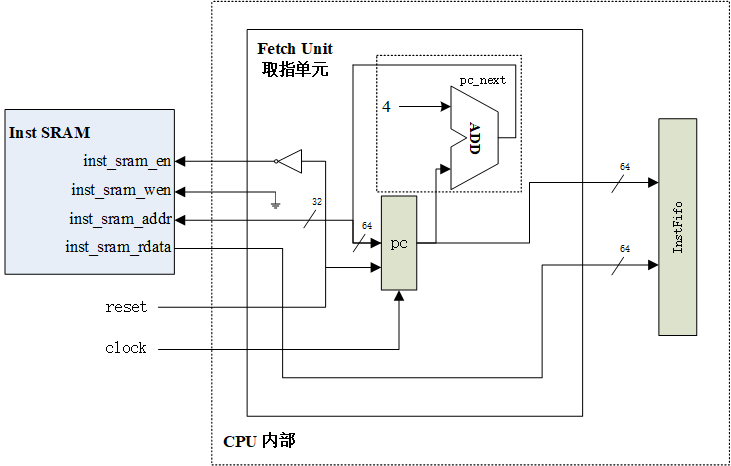 Fetch Unit
取指单元
pc_next
4
ADD
Inst SRAM
inst_sram_en
inst_sram_wen
inst_sram_addr
inst_sram_rdata
32
64
pc
64
64
InstFifo
reset
clock
CPU 内部